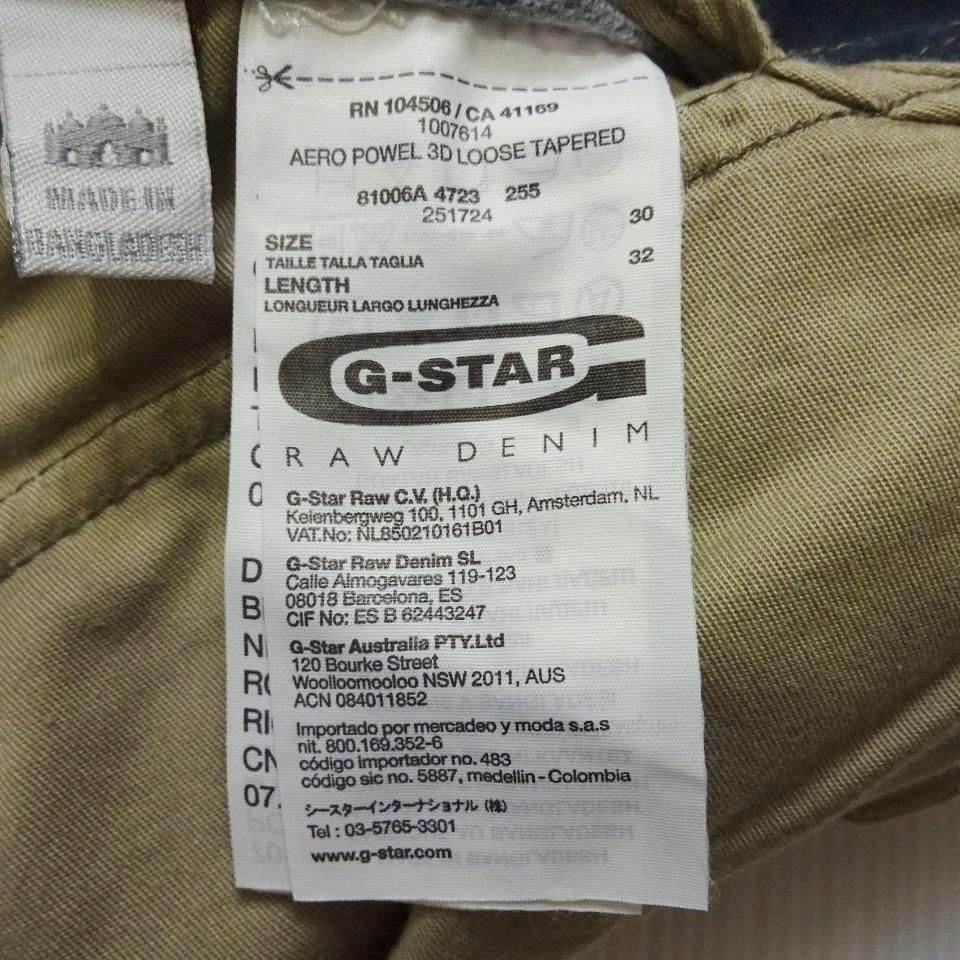 MADE IN
BANGLADESH
RN 104506 / CA 41169
1007614
AERO POWEL 3D LOOSE TAPERED
81006A 4723 255
251724
SIZE 30
TAILLE TALLA TAGLIA
LENGTH 32
LONGUEUR LARGO LUNGHEZZA
G-STAR
RAW DENIM
G-Star Raw C.V. (H.Q.)
Keienbergweg 100, 1101 GH, Amsterdam, NL
VAT.No: NL850210161B01
G-Star Raw Denim SL
Calle Almogavares 119-123
08018 Barcelona, ES
CIF No: ES B 62443247
G-Star Australia PTY.Ltd
120 Bourke Street
Woolloomooloo NSW 2011, AUS
ACN 084011852
Importado por mercadeo y moda s.a.s
nit. 800.169.352-6
código importador no. 483
código sic no. 5887, medellin-Colombia
ジースターインターナショナル (株)
Tel : 03-5765-3301
www.g-star.com